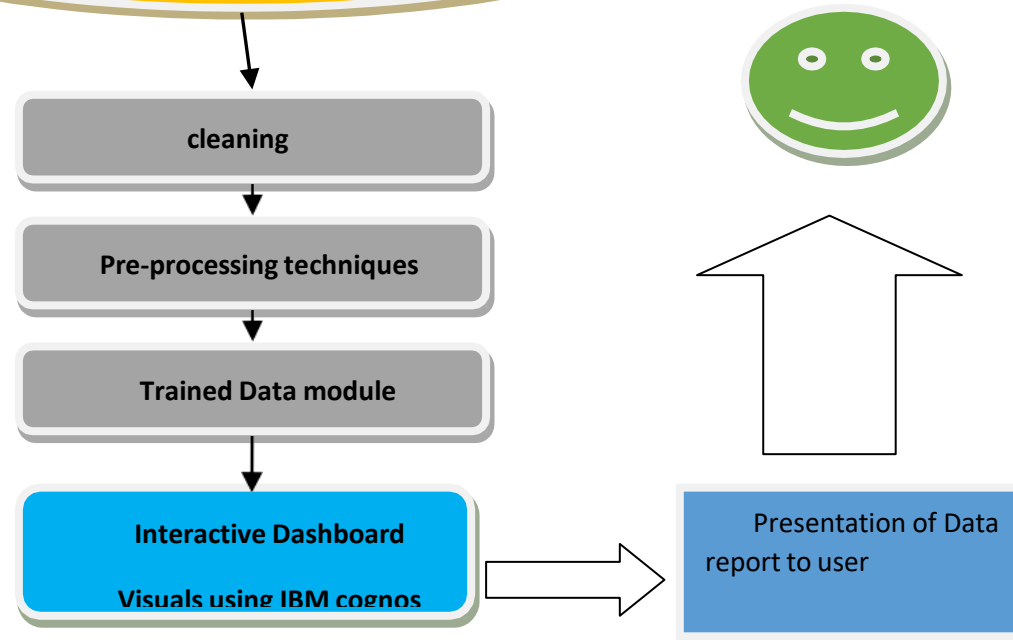 cleaning
Pre-processing techniques
Trained Data module
Interactive Dashboard
Visuals using IBM cognos
Presentation of Data
report to user